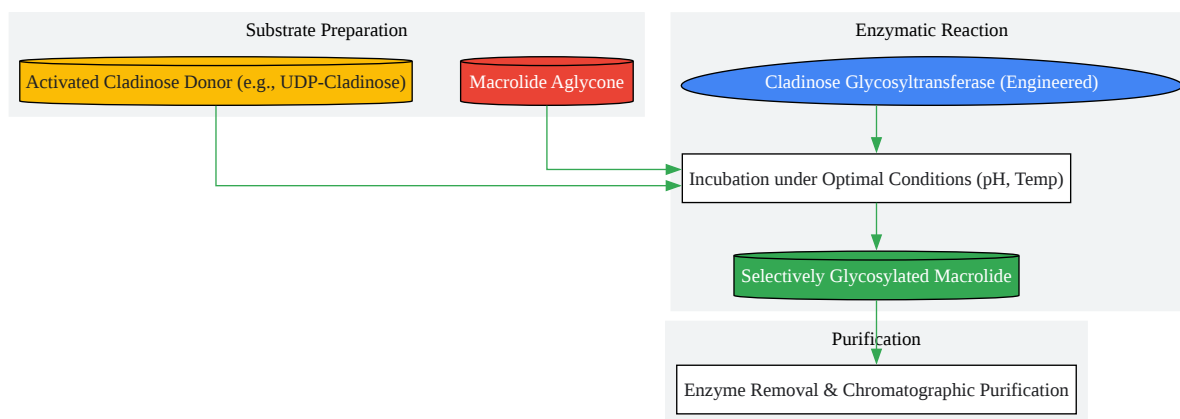 Substrate Preparation
Activated Cladinose Donor (e.g., UDP-Cladinose)
Macrolide Aglycone
Enzymatic Reaction
Cladinose Glycosyltransferase (Engineered)
Incubation under Optimal Conditions (pH, Temp)
Selectively Glycosylated Macrolide
Purification
Enzyme Removal & Chromatographic Purification